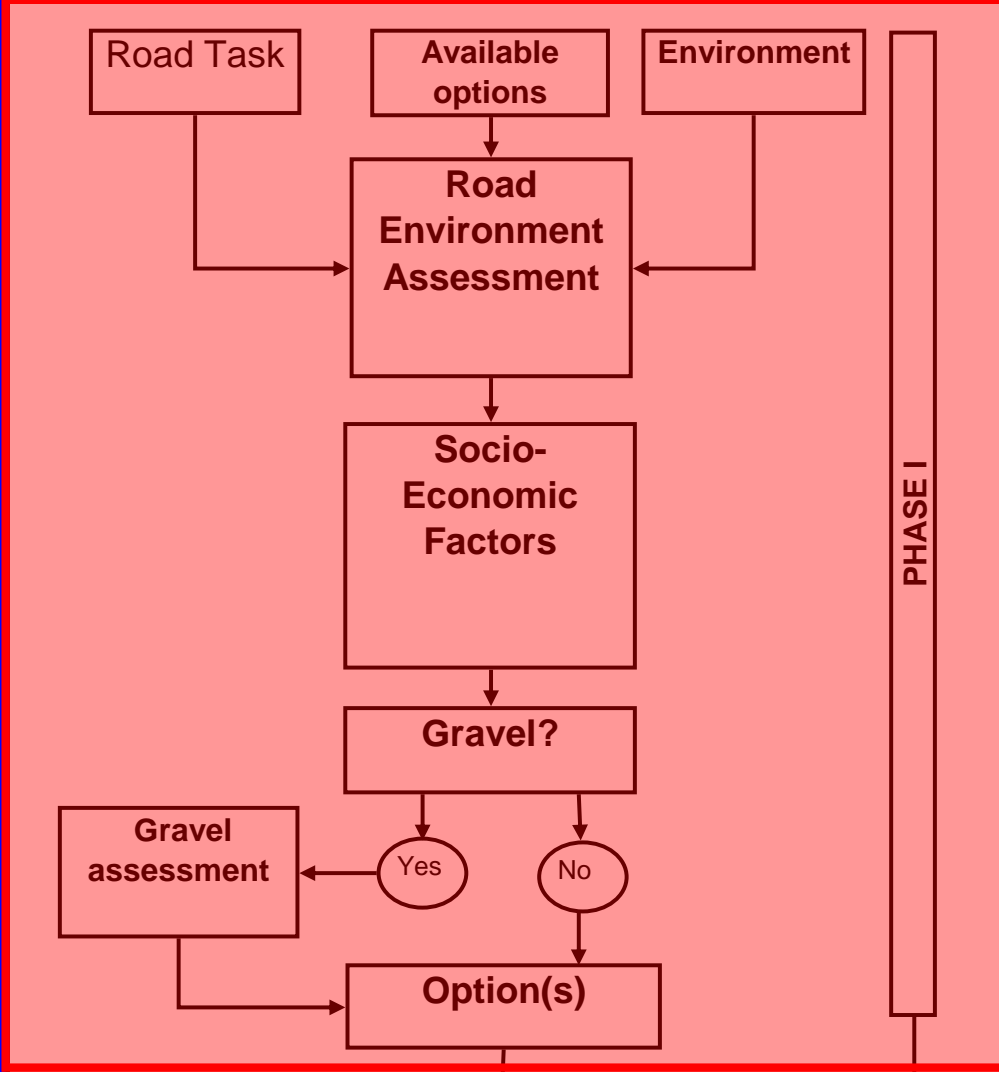 Road Task
Available
options
Environment
Road
Environment
Assessment
Socio-
Economic
Factors
PHASE I
Gravel?
Gravel
assessment
Yes
No
Option(s)